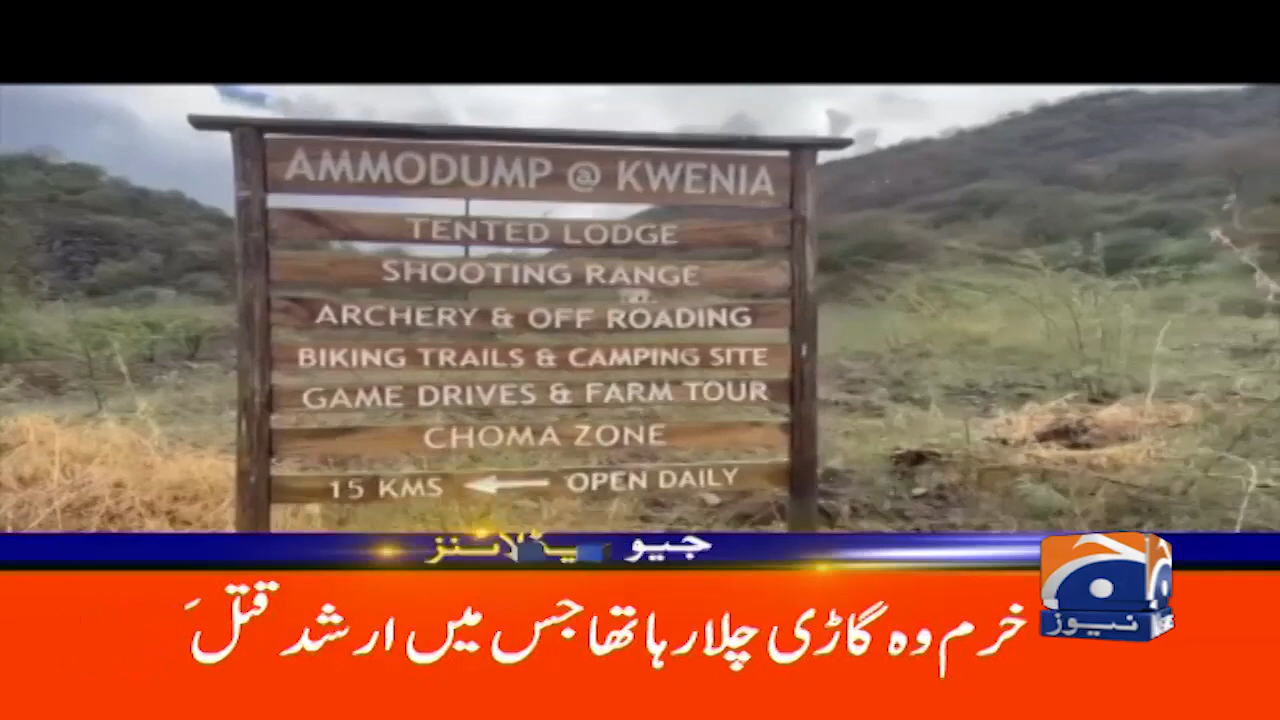 AMMODUMP @ KWENIA
TENTED LODGE
SHOOTING RANGE
ARCHERY & OFF ROADING
BIKING TRAILS & CAMPING SITE
GAME DRIVES & FARM TOUR
CHOMA ZONE
15 KMS ← OPEN DAILY
جیو
خرم وہ گاڑی چلا رہا تھا جس میں ارشد قتل
نیوز